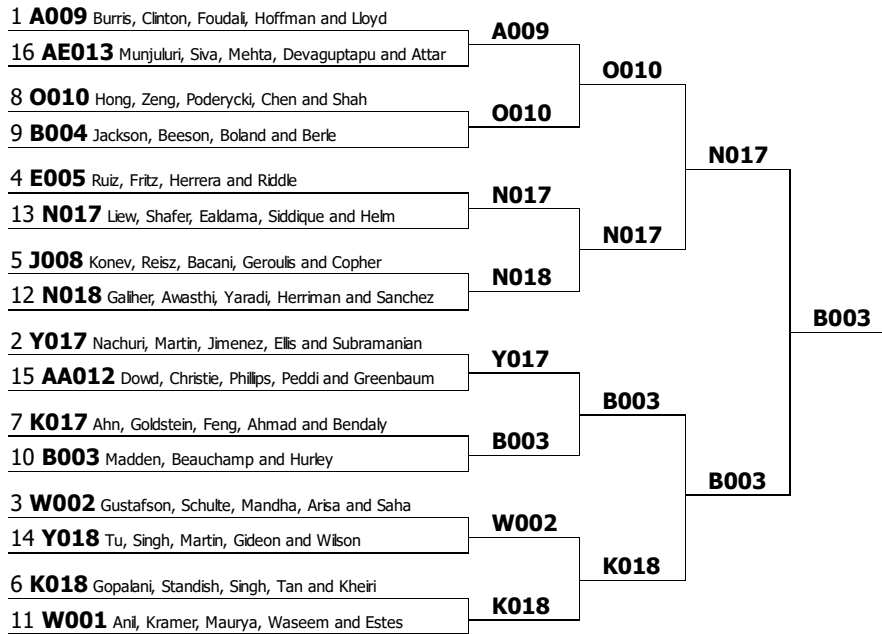 1 A009 Burris, Clinton, Foudali, Hoffman and Lloyd
16 AE013 Munjuluri, Siva, Mehta, Devaguptapu and Attar
8 O010 Hong, Zeng, Poderycki, Chen and Shah
9 B004 Jackson, Beeson, Boland and Berle
4 E005 Ruiz, Fritz, Herrera and Riddle
13 N017 Liew, Shafer, Ealdama, Siddique and Helm
5 J008 Konev, Reisz, Bacani, Geroulis and Copher
12 N018 Galiher, Awasthi, Yaradi, Herriman and Sanchez
2 Y017 Nachuri, Martin, Jimenez, Ellis and Subramanian
15 AA012 Dowd, Christie, Phillips, Peddi and Greenbaum
7 K017 Ahn, Goldstein, Feng, Ahmad and Bendaly
10 B003 Madden, Beauchamp and Hurley
3 W002 Gustafson, Schulte, Mandha, Arisa and Saha
14 Y018 Tu, Singh, Martin, Gideon and Wilson
6 K018 Gopalani, Standish, Singh, Tan and Kheiri
11 W001 Anil, Kramer, Maurya, Waseem and Estes
A009
O010
N017
N018
Y017
B003
W002
K018
O010
N017
B003
K018
N017
B003
B003